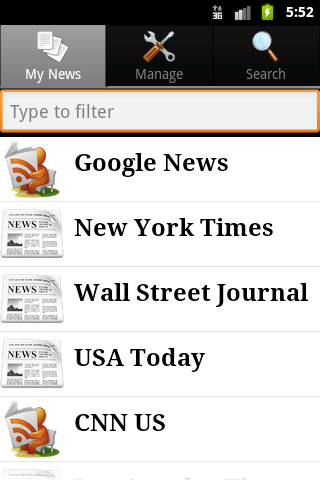 3G 5:52
My News Manage Search
Type to filter
Google News
NEWS New York Times
NEWS Wall Street Journal
NEWS USA Today
CNN US